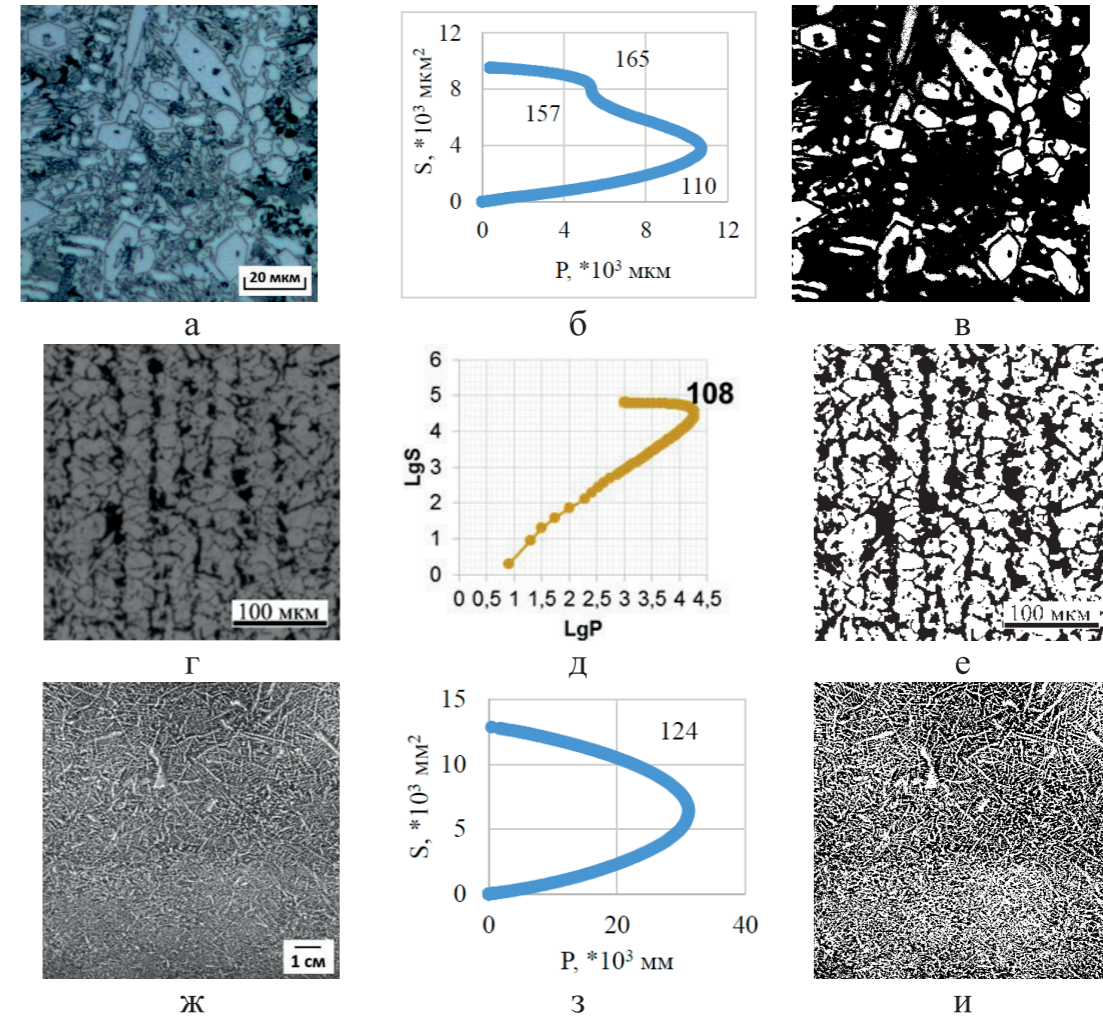 20 мкм
S, *10³ мкм²
12
8
4
0
165
157
110
0 4 8 12
P, *10³ мкм
а б в
100 мкм
LgS
6
5
4
3
2
1
0
108
0 0,5 1 1,5 2 2,5 3 3,5 4 4,5
LgP
100 мкм
г д е
1 см
S, *10³ мм²
15
10
5
0
124
0 20 40
P, *10³ мм
ж з и